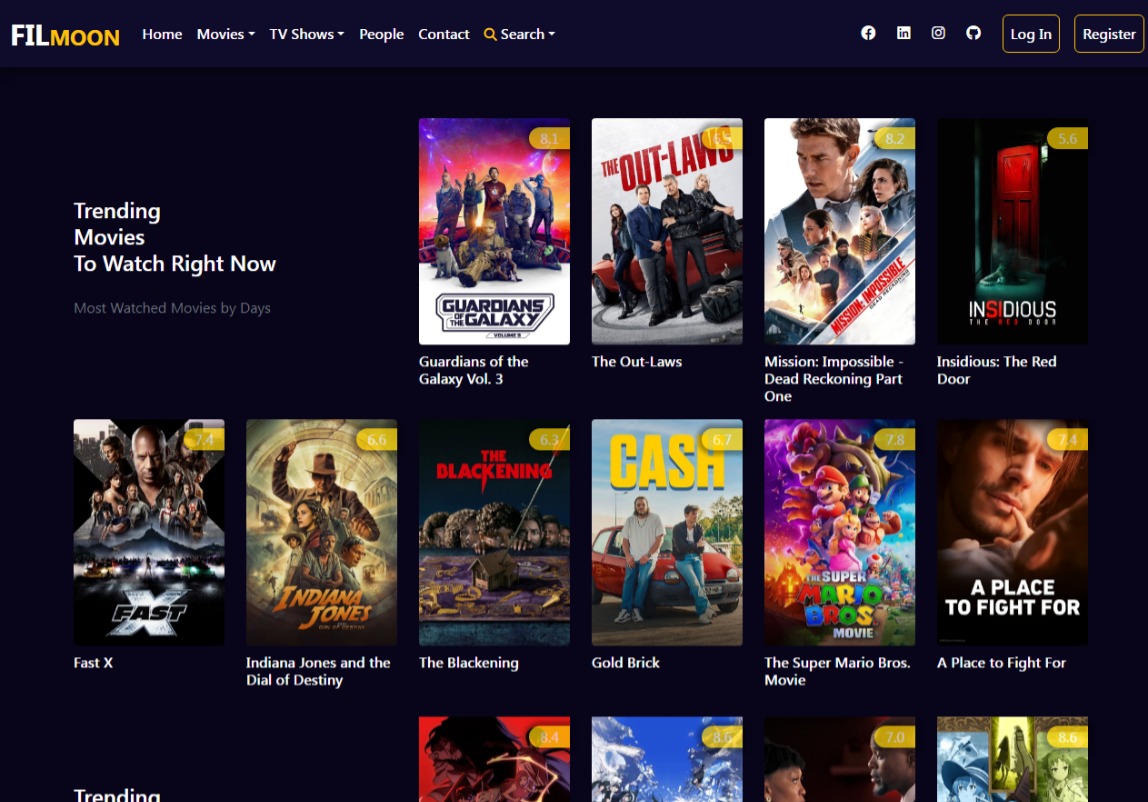 FILMOON
Home
Movies
TV Shows
People
Contact
Search
Log In
Register
Trending
Movies
To Watch Right Now
Most Watched Movies by Days
8.1
GUARDIANS
OF THE GALAXY
VOLUME 3
Guardians of the
Galaxy Vol. 3
THE OUT-LAWS
The Out-Laws
8.2
MISSION: IMPOSSIBLE
DEAD RECKONING
Mission: Impossible -
Dead Reckoning Part
One
5.6
INSIDIOUS
THE RED DOOR
Insidious: The Red
Door
7.4
FAST X
Fast X
6.6
INDIANA
JONES
Indiana Jones and the
Dial of Destiny
6.3
THE
BLACKENING
The Blackening
6.7
CASH
Gold Brick
7.8
THE SUPER
MARIO
BROS.
MOVIE
The Super Mario Bros.
Movie
7.4
A PLACE
TO FIGHT FOR
A Place to Fight For
Trending
8.4
8.6
7.0
8.6